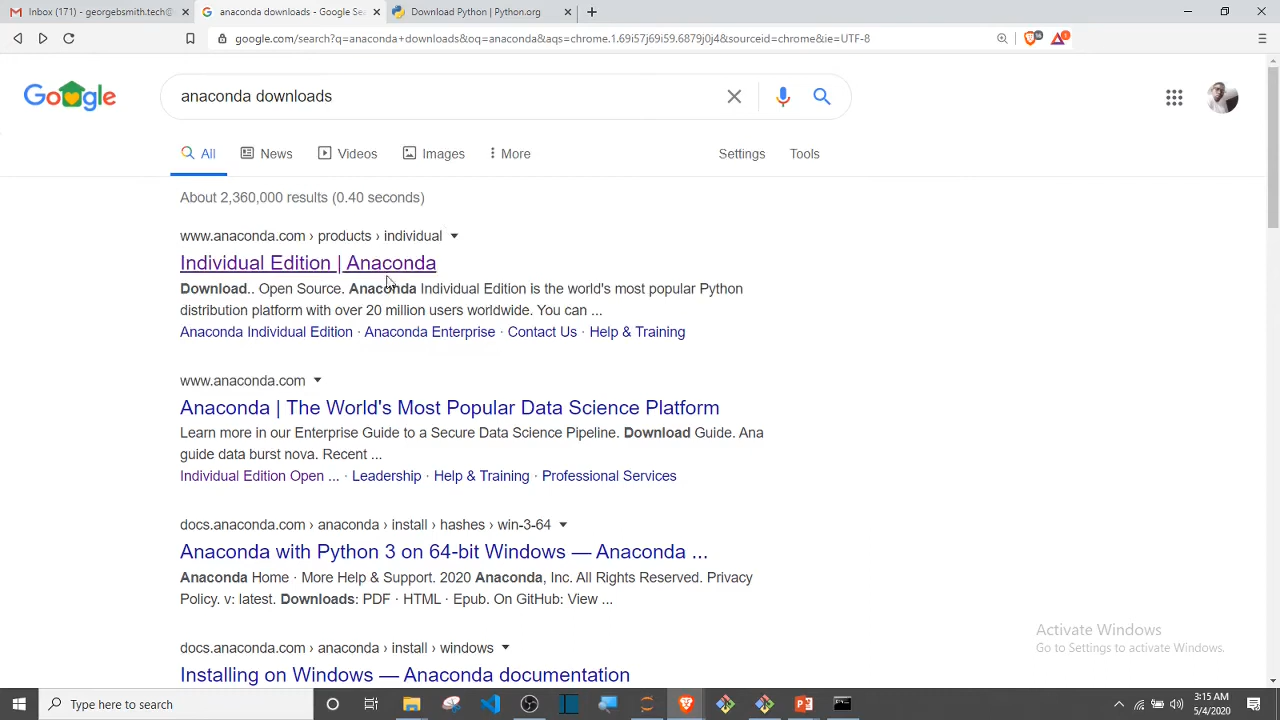 Inbox (171) - georgebsmith.tech@
anaconda downloads - Google Se
Download Python | Python.org
google.com/search?q=anaconda+downloads&oq=anaconda&aqs=chrome.1.69i57j69i59.6879j0j4&sourceid=chrome&ie=UTF-8
Google
anaconda downloads
All
News
Videos
Images
More
Settings
Tools
About 2,360,000 results (0.40 seconds)
www.anaconda.com › products › individual
Individual Edition | Anaconda
Download.. Open Source. Anaconda Individual Edition is the world's most popular Python
distribution platform with over 20 million users worldwide. You can ...
Anaconda Individual Edition · Anaconda Enterprise · Contact Us · Help & Training
www.anaconda.com
Anaconda | The World's Most Popular Data Science Platform
Learn more in our Enterprise Guide to a Secure Data Science Pipeline. Download Guide. Ana
guide data burst nova. Recent ...
Individual Edition Open ... · Leadership · Help & Training · Professional Services
docs.anaconda.com › anaconda › install › hashes › win-3-64
Anaconda with Python 3 on 64-bit Windows — Anaconda ...
Anaconda Home · More Help & Support. 2020 Anaconda, Inc. All Rights Reserved. Privacy
Policy. v: latest. Downloads: PDF · HTML · Epub. On GitHub: View ...
docs.anaconda.com › anaconda › install › windows
Installing on Windows — Anaconda documentation
Activate Windows
Go to Settings to activate Windows.
Type here to search
3:15 AM
5/4/2020